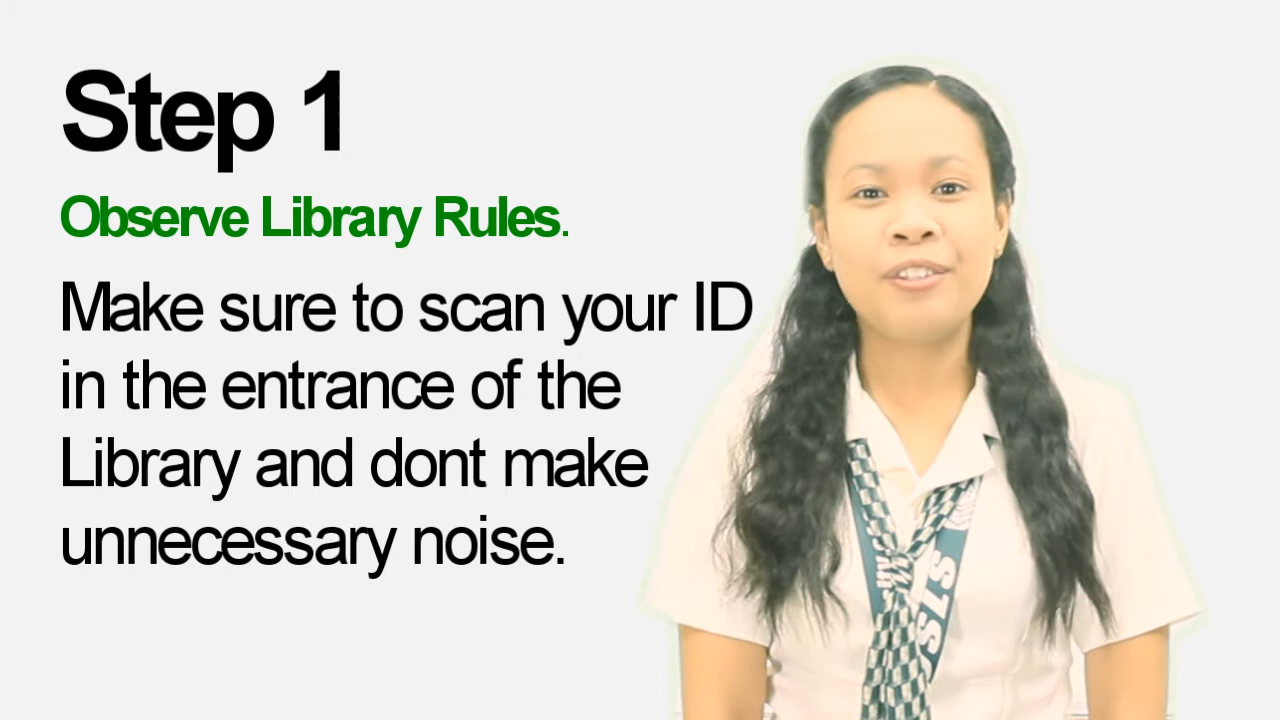 Step 1
Observe Library Rules.
Make sure to scan your ID
in the entrance of the
Library and dont make
unnecessary noise.
SLS